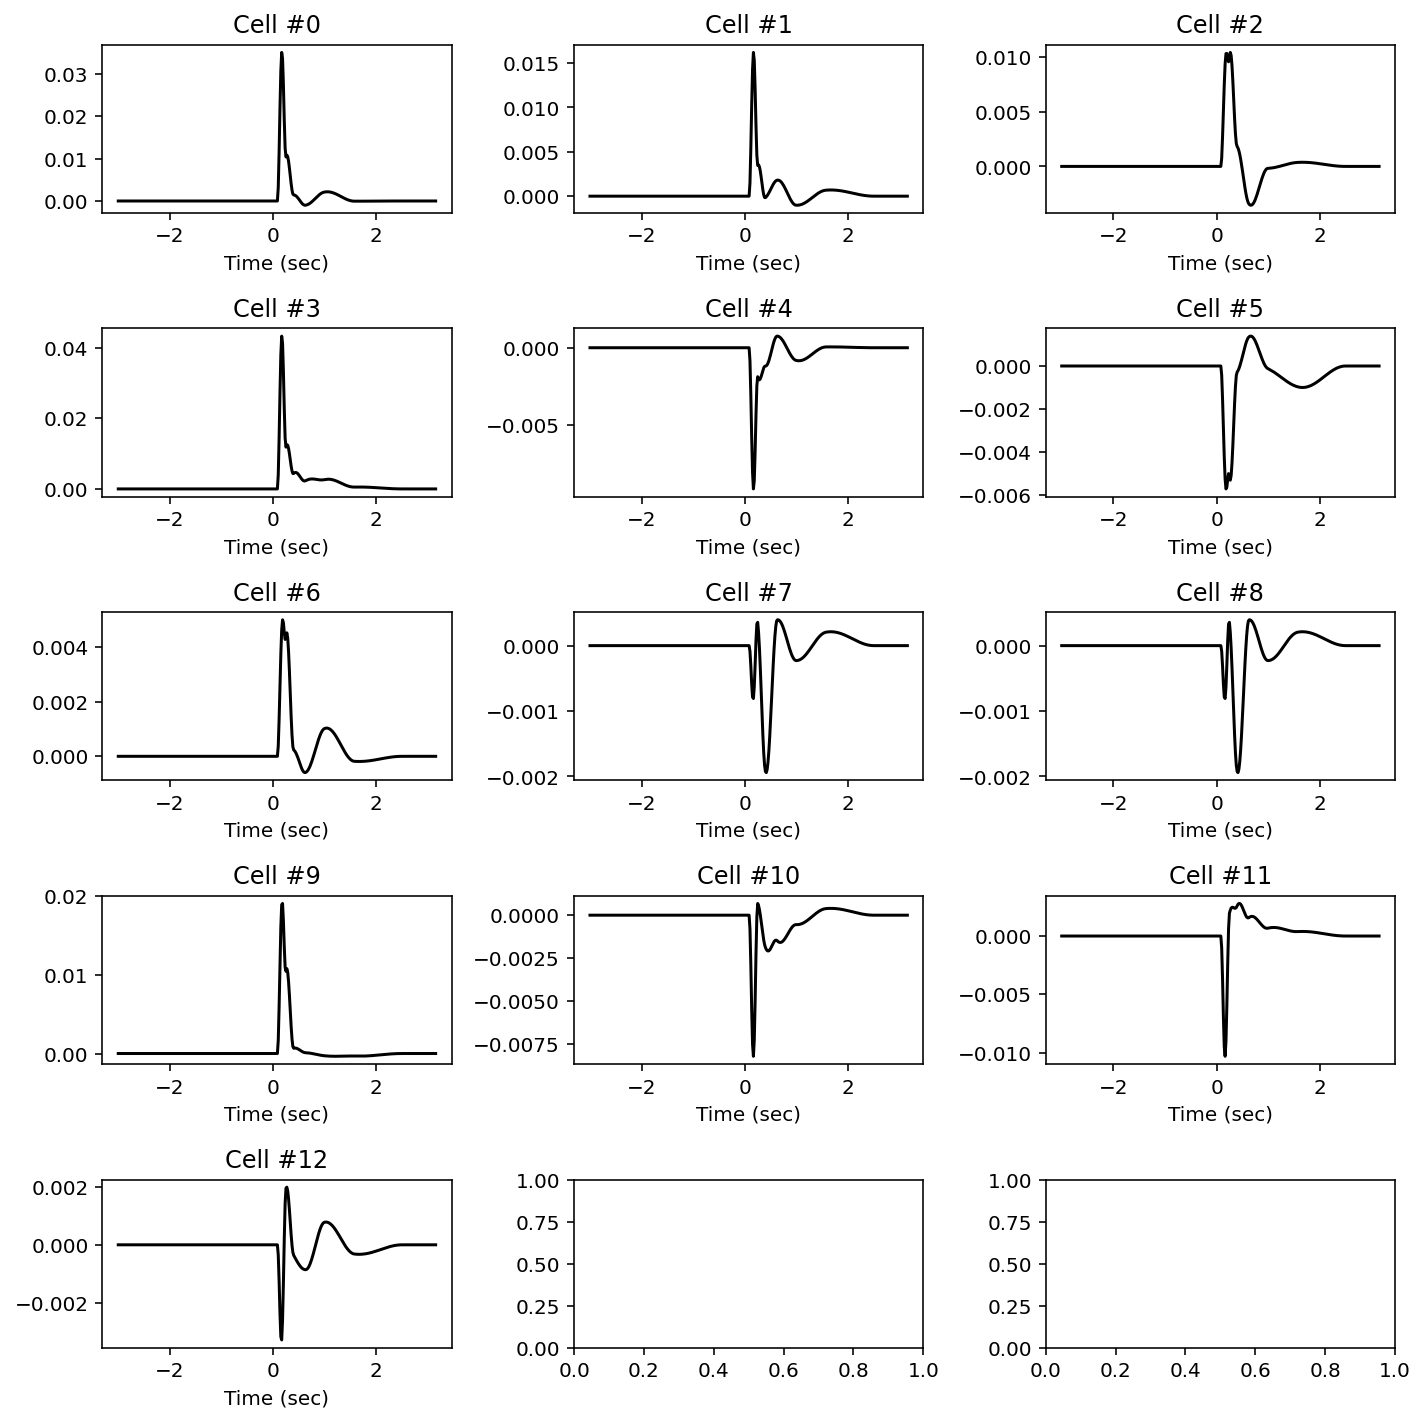 Cell #0
Cell #1
Cell #2
0.03
0.02
0.01
0.00
0.015
0.010
0.005
0.000
0.010
0.005
0.000
−2 0 2
−2 0 2
−2 0 2
Time (sec)
Time (sec)
Time (sec)
Cell #3
Cell #4
Cell #5
0.04
0.02
0.00
0.000
−0.005
0.000
−0.002
−0.004
−0.006
−2 0 2
−2 0 2
−2 0 2
Time (sec)
Time (sec)
Time (sec)
Cell #6
Cell #7
Cell #8
0.004
0.002
0.000
0.000
−0.001
−0.002
0.000
−0.001
−0.002
−2 0 2
−2 0 2
−2 0 2
Time (sec)
Time (sec)
Time (sec)
Cell #9
Cell #10
Cell #11
0.02
0.01
0.00
0.0000
−0.0025
−0.0050
−0.0075
0.000
−0.005
−0.010
−2 0 2
−2 0 2
−2 0 2
Time (sec)
Time (sec)
Time (sec)
Cell #12
0.002
0.000
−0.002
1.00
0.75
0.50
0.25
0.00
1.00
0.75
0.50
0.25
0.00
−2 0 2
0.0 0.2 0.4 0.6 0.8 1.0
0.0 0.2 0.4 0.6 0.8 1.0
Time (sec)